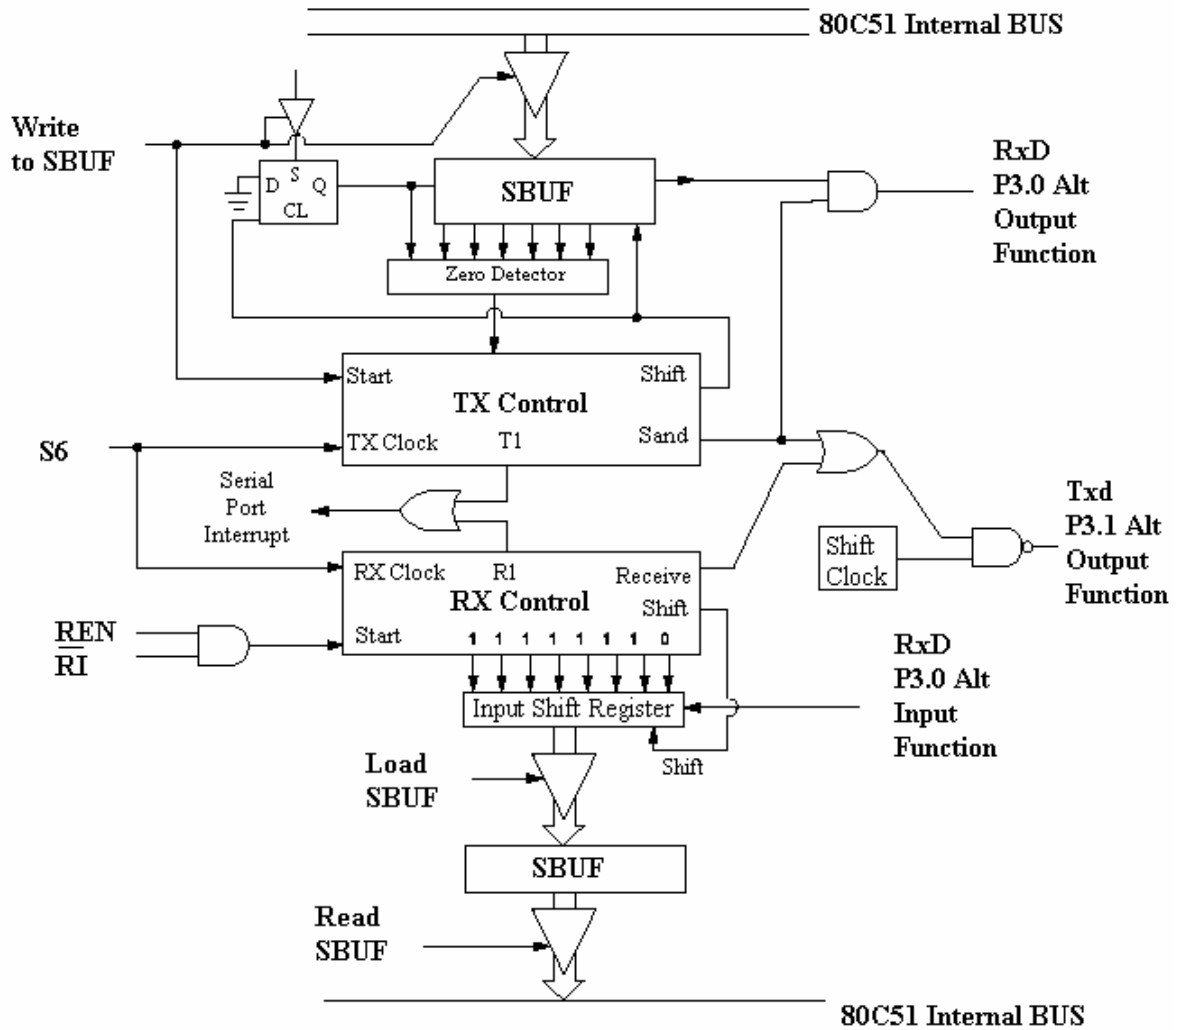 80C51 Internal BUS
Write
to SBUF
S
D
Q
CL
SBUF
RxD
P3.0 Alt
Output
Function
Zero Detector
Start
Shift
TX Control
S6
TX Clock
T1
Sand
Serial
Port
Interrupt
Txd
P3.1 Alt
Output
Function
Shift
Clock
RX Clock
R1
Receive
RX Control
Shift
REN
RI
Start
1 1 1 1 1 1 1 0
RxD
P3.0 Alt
Input
Function
Input Shift Register
Shift
Load
SBUF
SBUF
Read
SBUF
80C51 Internal BUS